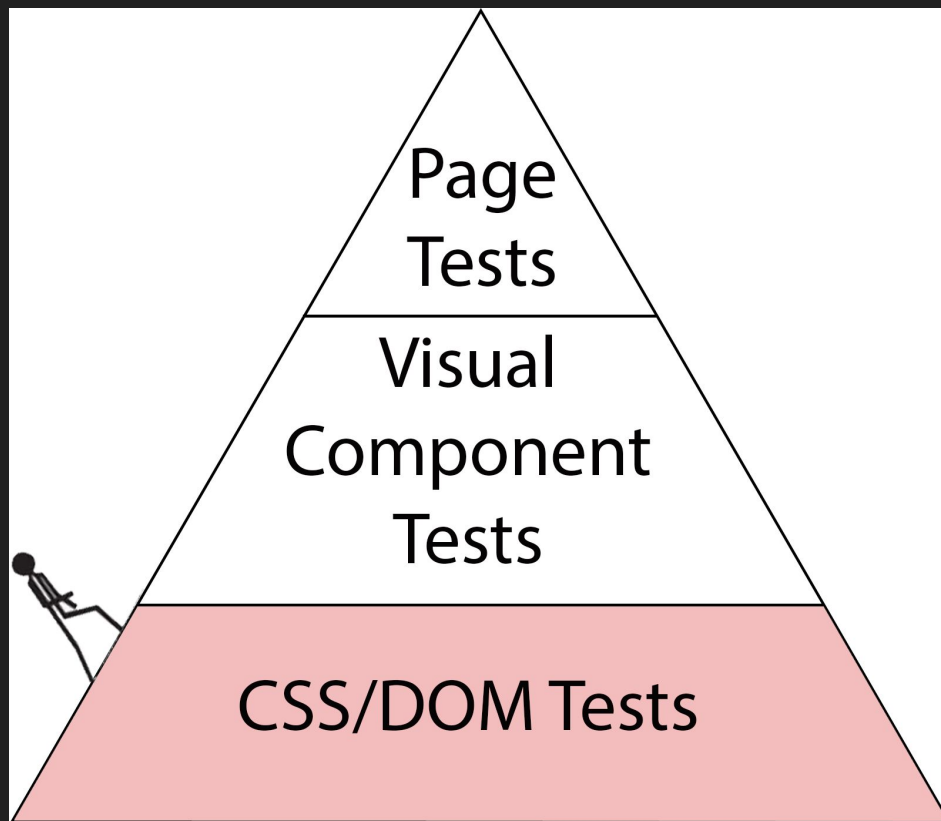 Page
Tests
Visual
Component
Tests
CSS/DOM Tests